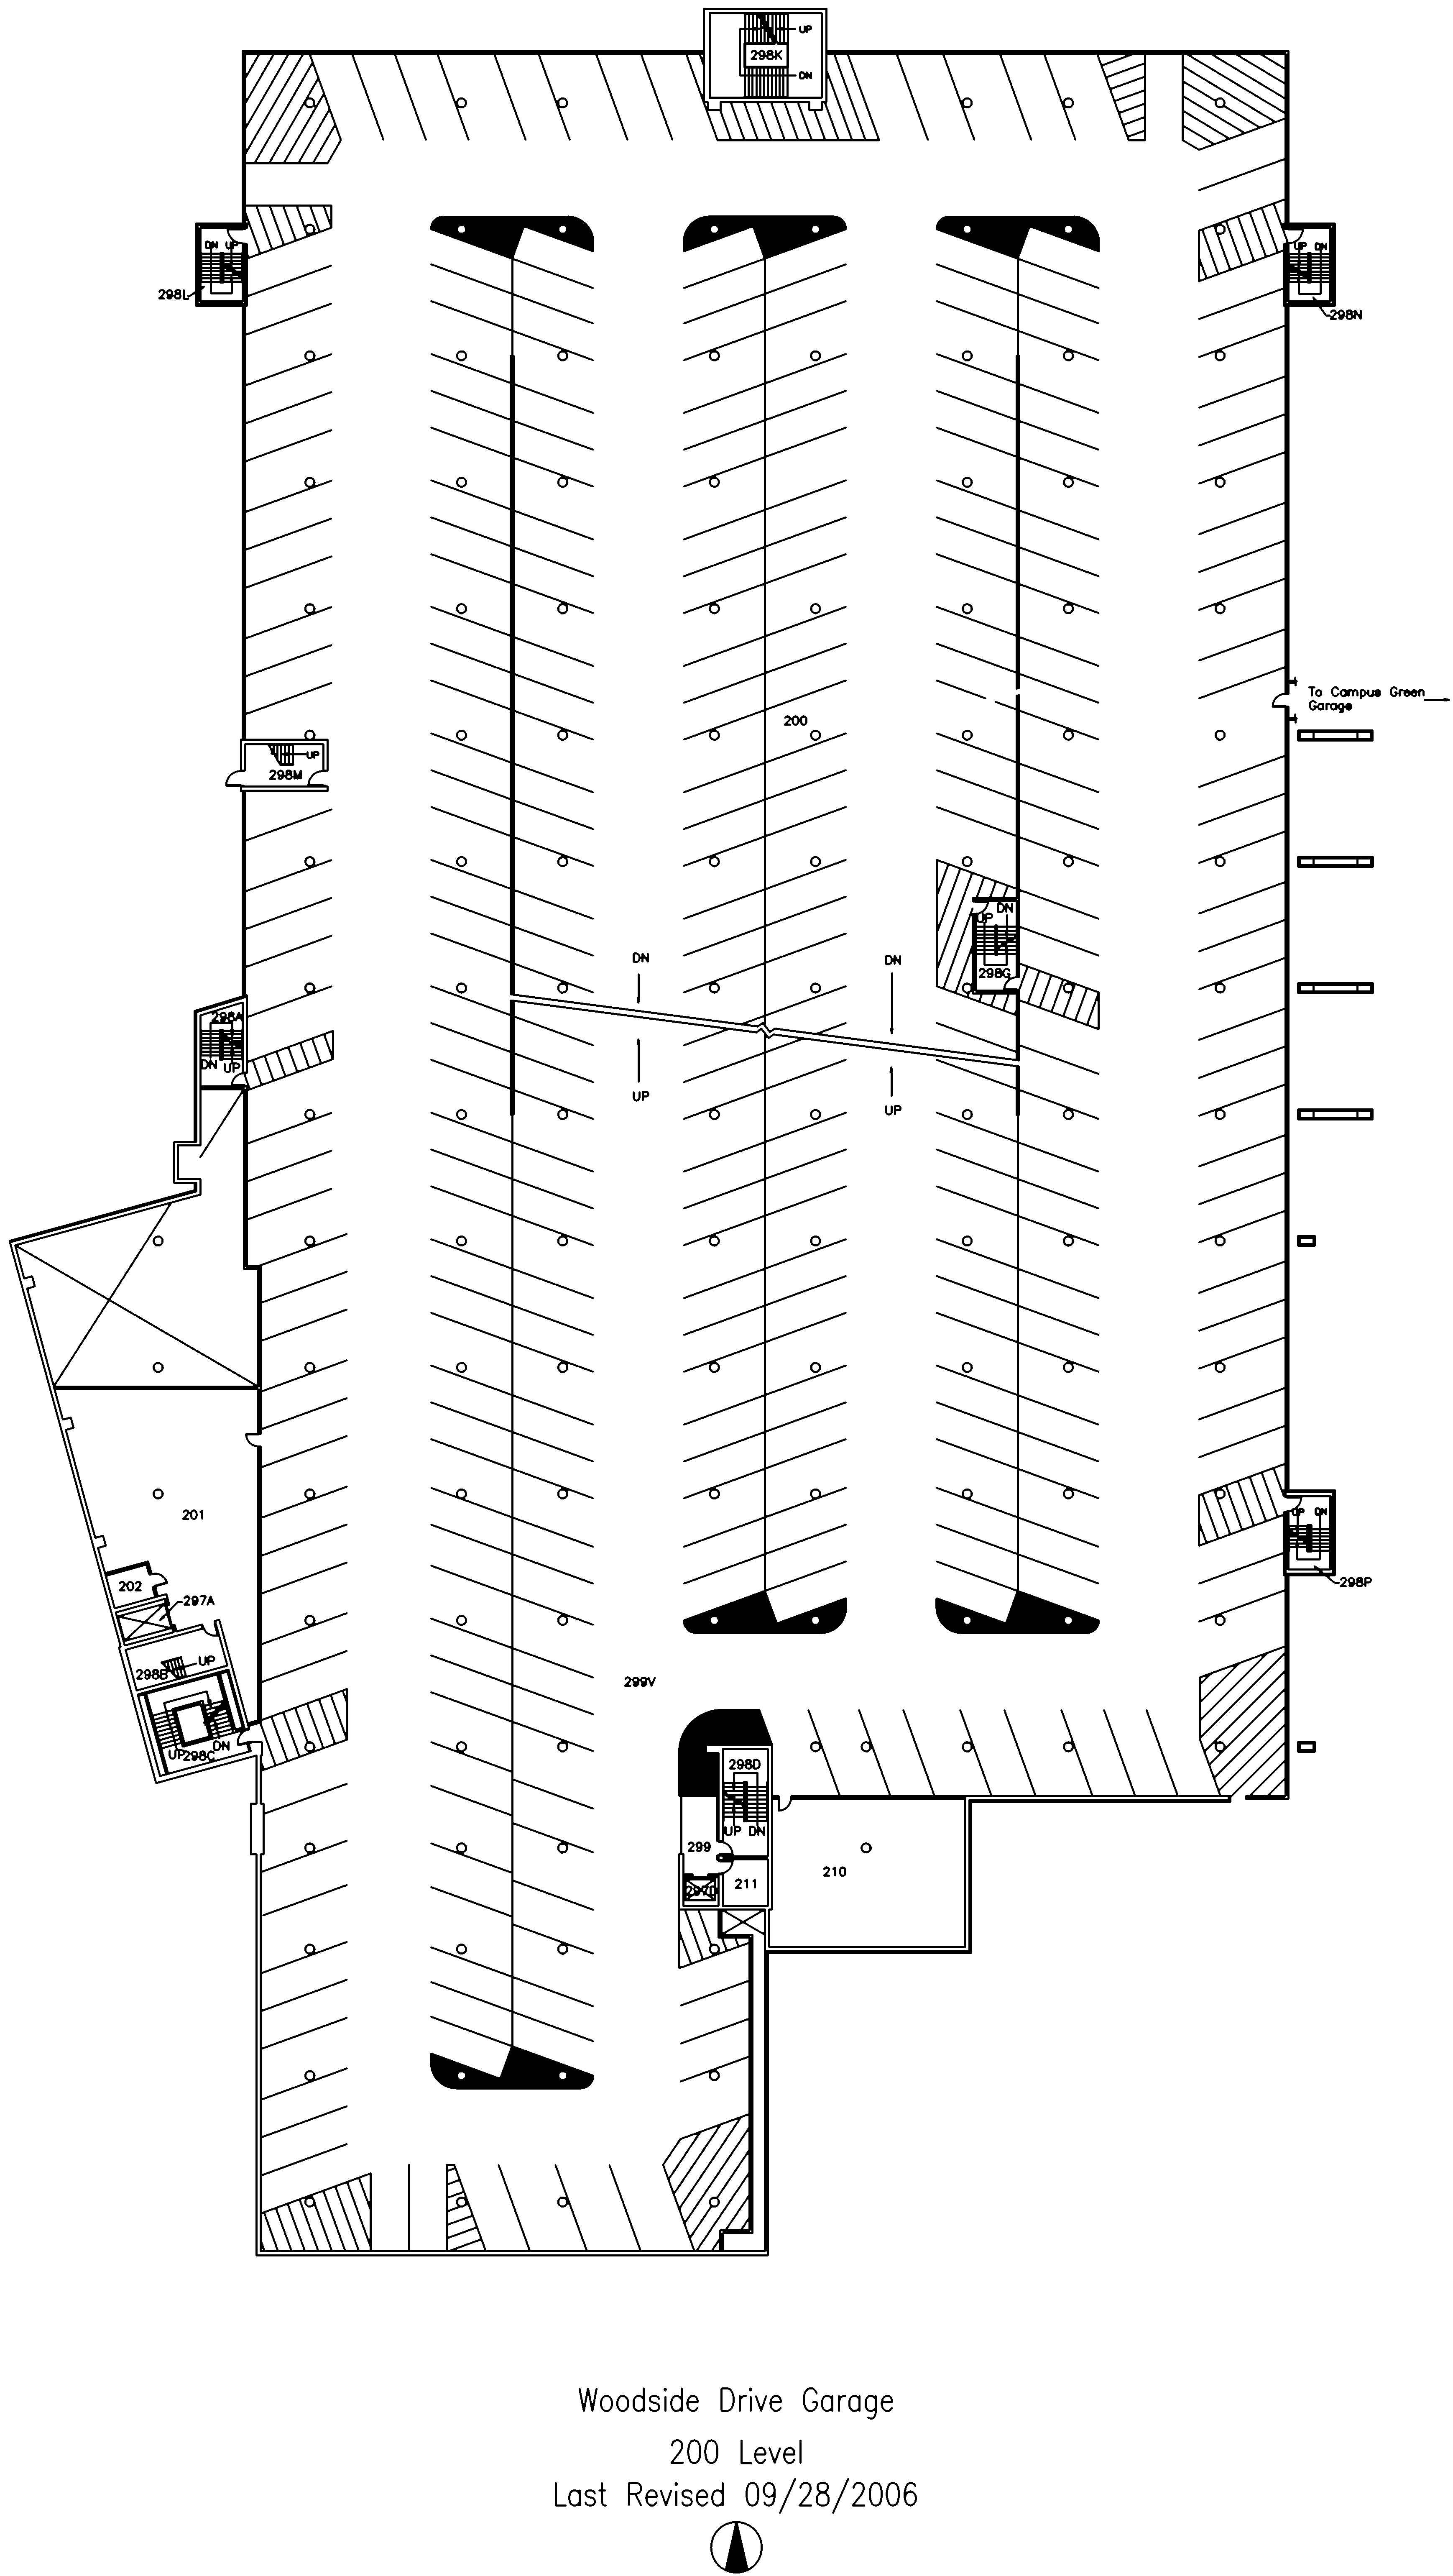 UP
298K
DN
DN UP
298L
UP DN
298N
To Campus Green
Garage
200
UP
298M
DN
UP
298G
DN
DN
298A
DN UP
UP
UP
201
UP DN
298P
202
297A
UP
298B
299V
DN
UP
298C
298D
UP DN
299
210
211
297D
Woodside Drive Garage
200 Level
Last Revised 09/28/2006